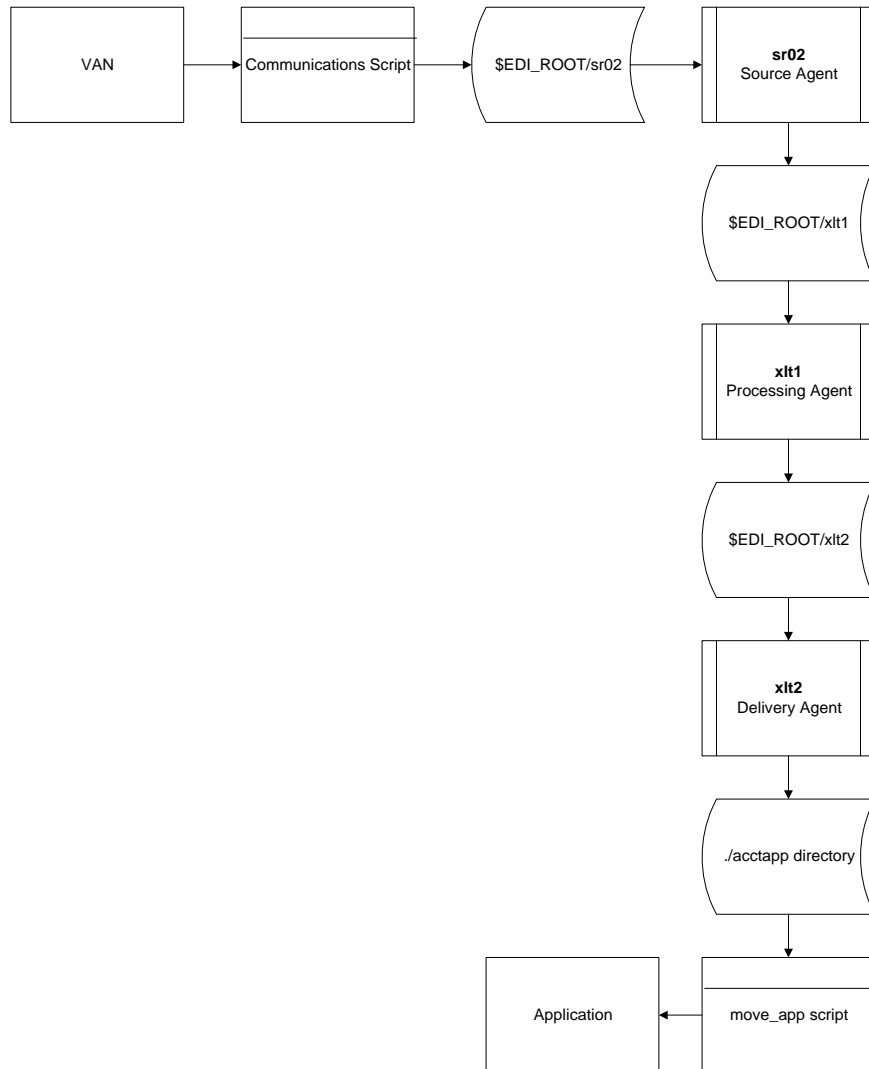 VAN
Communications Script
$EDI_ROOT/sr02
sr02
Source Agent
$EDI_ROOT/xlt1
xlt1
Processing Agent
$EDI_ROOT/xlt2
xlt2
Delivery Agent
./acctapp directory
Application
move_app script